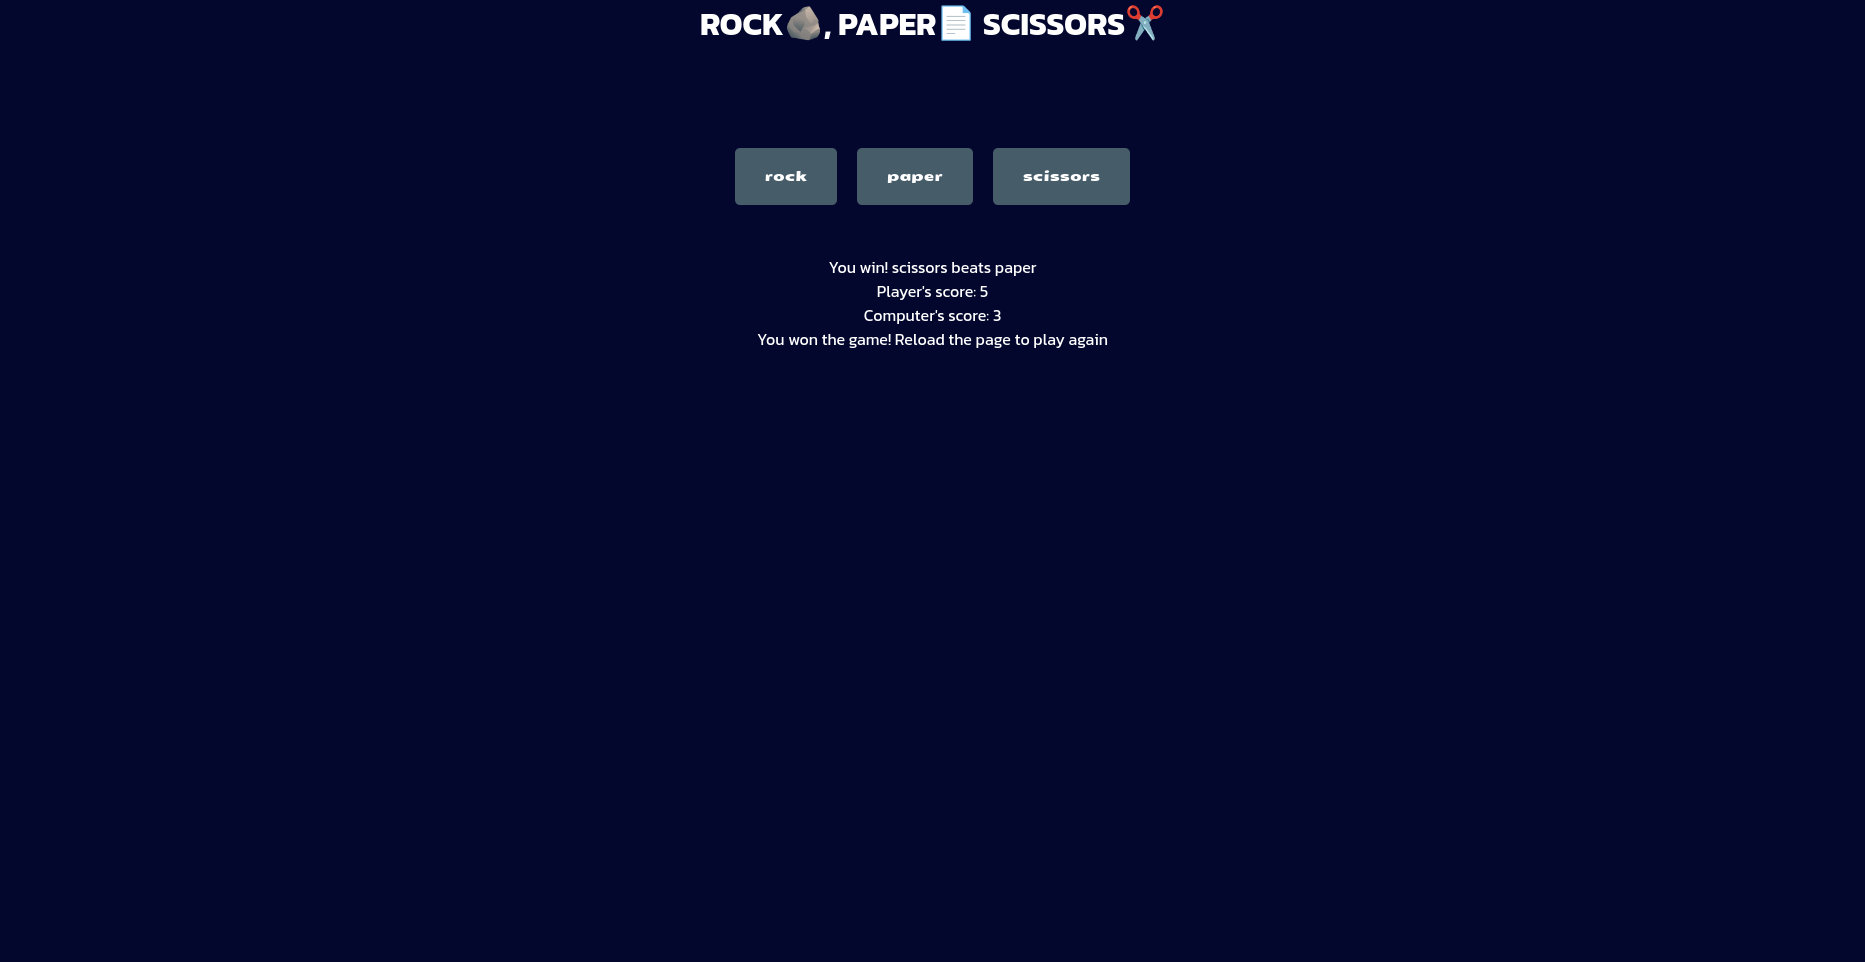 ROCK🪨, PAPER📄 SCISSORS✂️
rock paper scissors
You win! scissors beats paper
Player's score: 5
Computer's score: 3
You won the game! Reload the page to play again